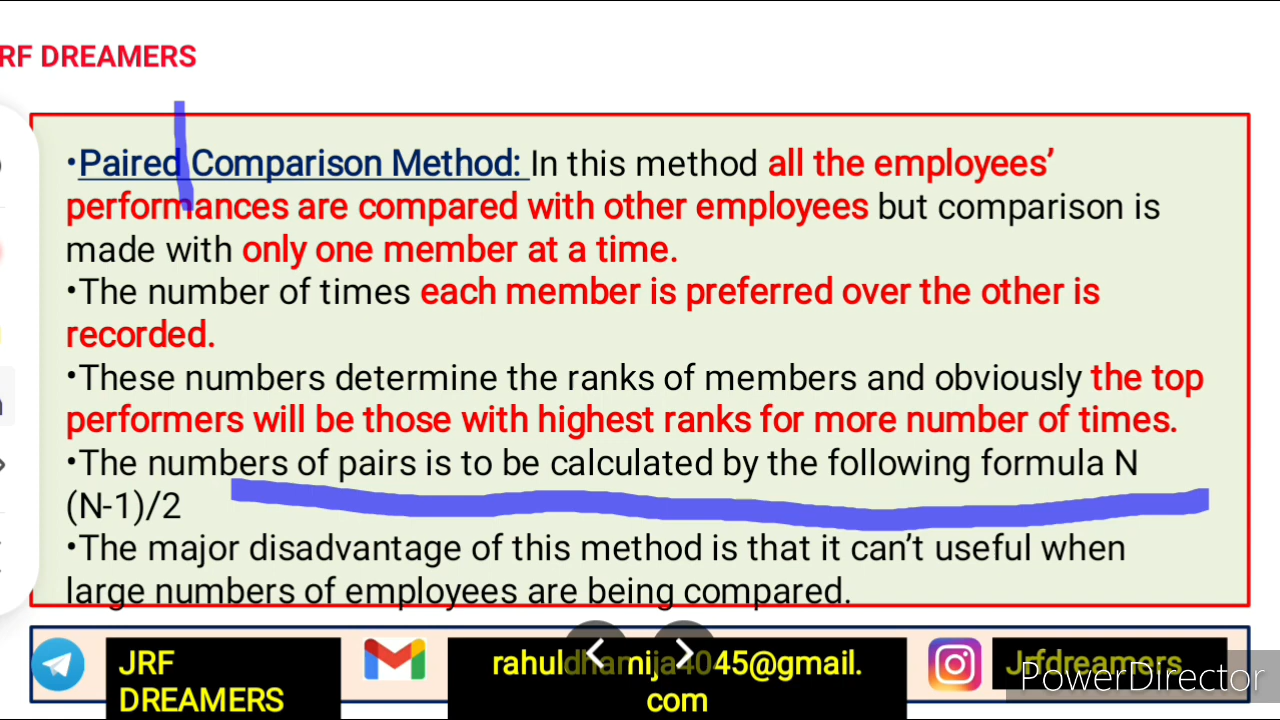 RF DREAMERS
•Paired Comparison Method: In this method all the employees’
performances are compared with other employees but comparison is
made with only one member at a time.
•The number of times each member is preferred over the other is
recorded.
•These numbers determine the ranks of members and obviously the top
performers will be those with highest ranks for more number of times.
•The numbers of pairs is to be calculated by the following formula N
(N-1)/2
•The major disadvantage of this method is that it can’t useful when
large numbers of employees are being compared.
JRF
DREAMERS
rahuldhamija4045@gmail.
com
Jrfdreamers
PowerDirector